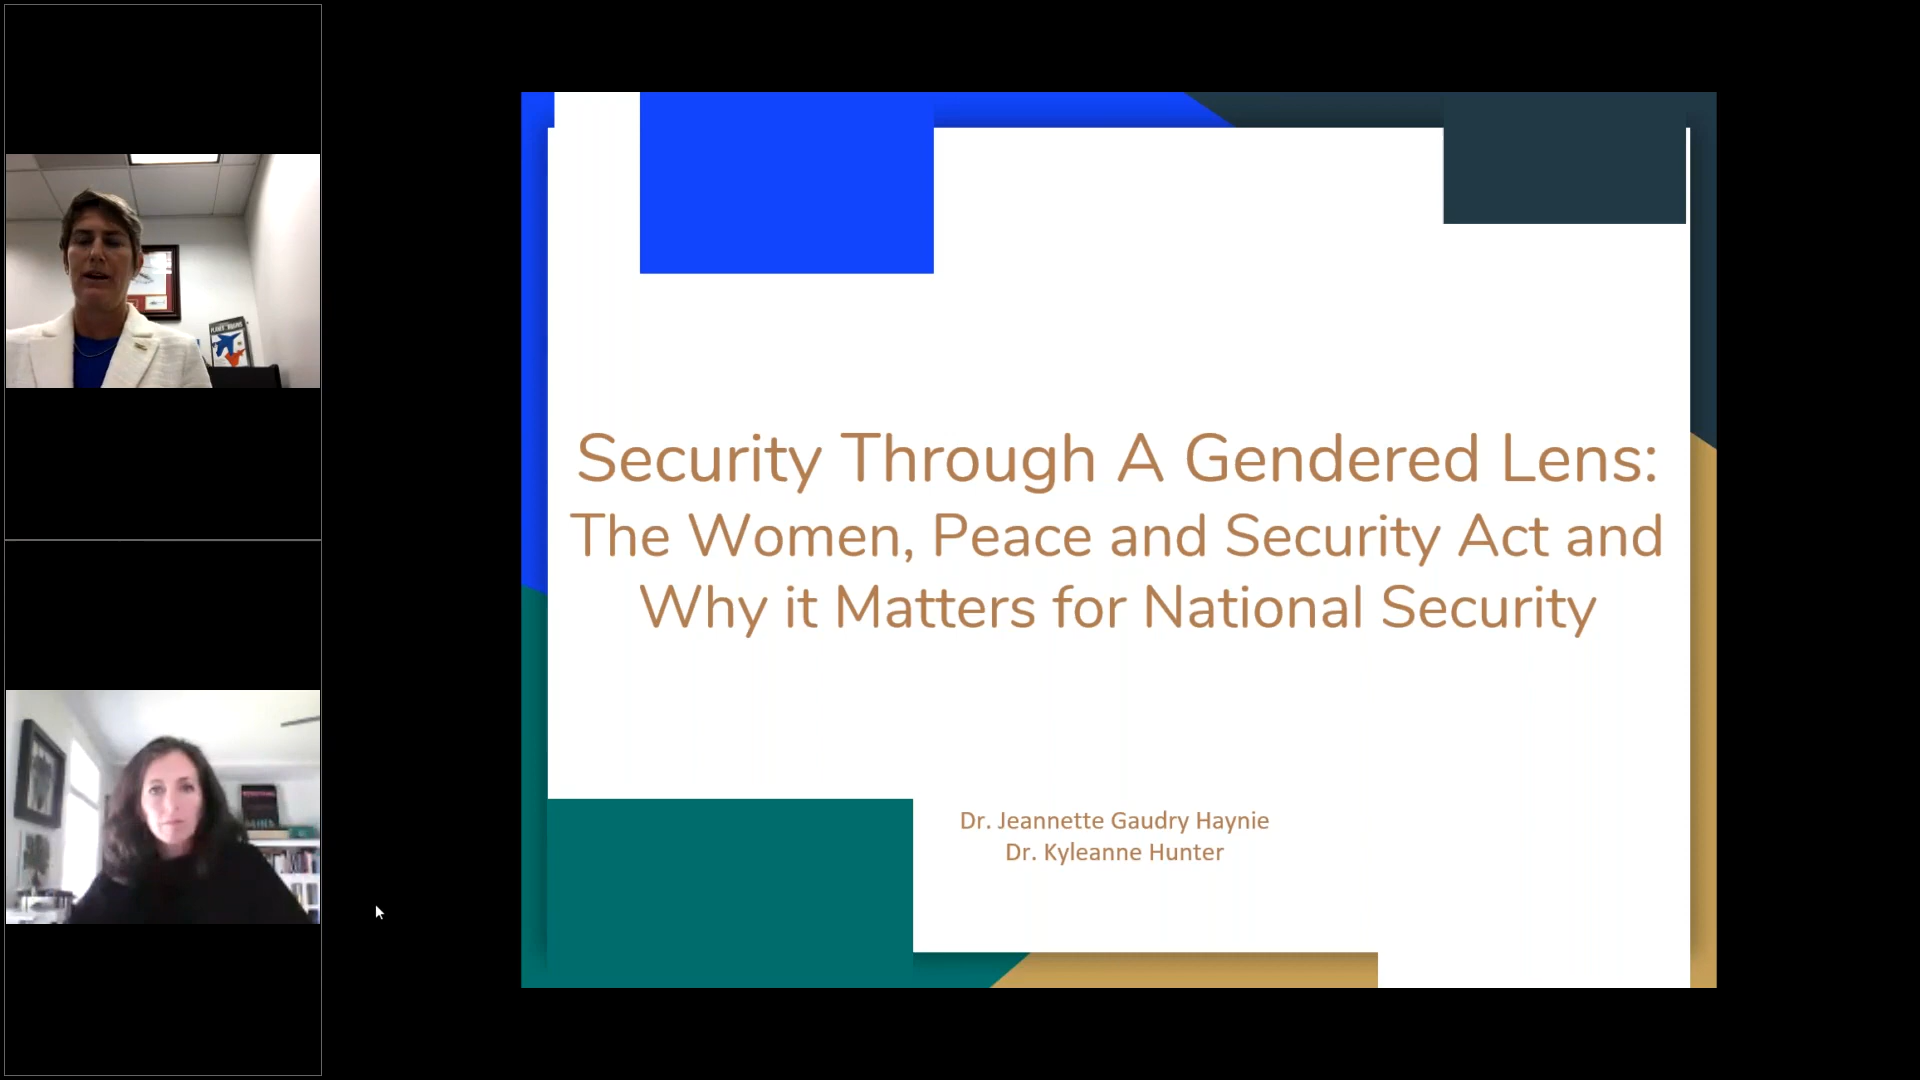 Security Through A Gendered Lens:
The Women, Peace and Security Act and
Why it Matters for National Security
Dr. Jeannette Gaudry Haynie
Dr. Kyleanne Hunter